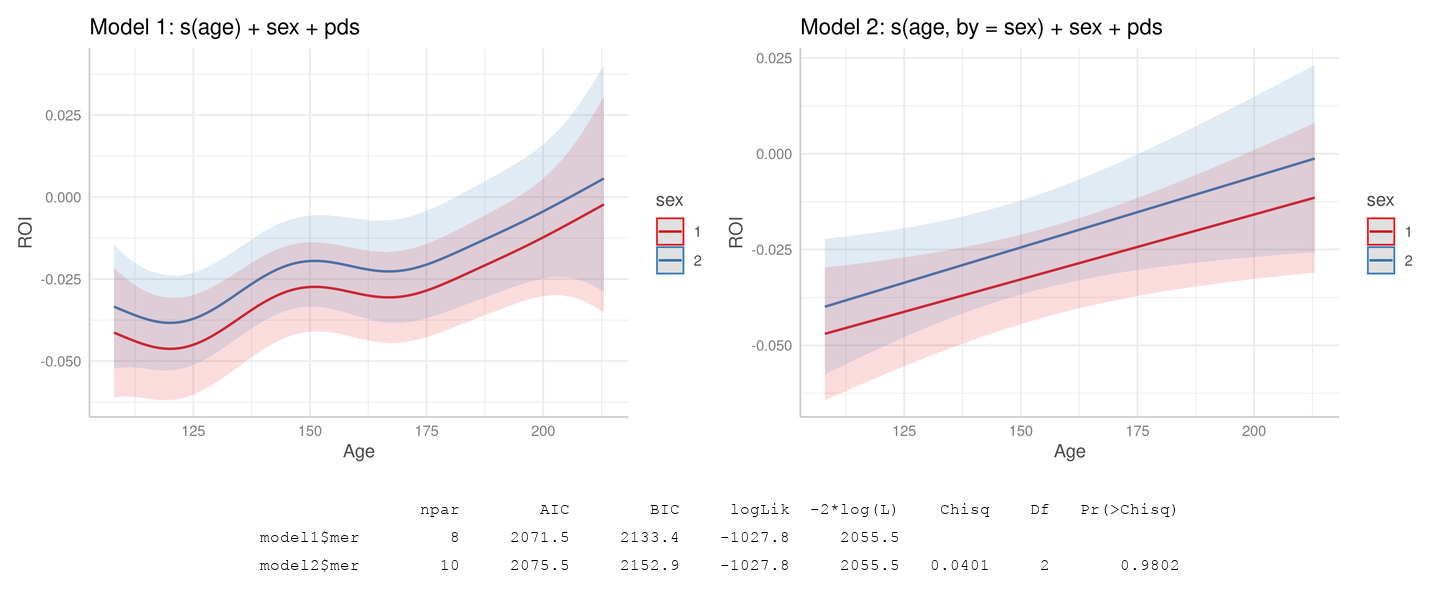 Model 1: s(age) + sex + pds
0.025
0.000
-0.025
-0.050
ROI
125 150 175 200
Age
sex
1
2
Model 2: s(age, by = sex) + sex + pds
0.025
0.000
-0.025
-0.050
ROI
125 150 175 200
Age
sex
1
2
npar AIC BIC logLik -2*log(L) Chisq Df Pr(>Chisq)
model1$mer 8 2071.5 2133.4 -1027.8 2055.5
model2$mer 10 2075.5 2152.9 -1027.8 2055.5 0.0401 2 0.9802